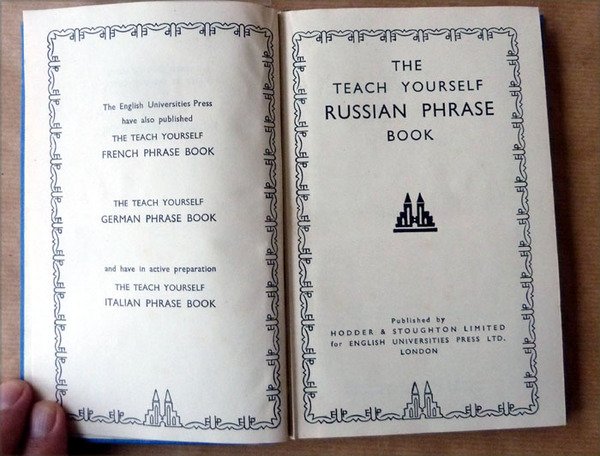 The English Universities Press
have also published
THE TEACH YOURSELF
FRENCH PHRASE BOOK
THE TEACH YOURSELF
GERMAN PHRASE BOOK
and have in active preparation
THE TEACH YOURSELF
ITALIAN PHRASE BOOK
THE
TEACH YOURSELF
RUSSIAN PHRASE
BOOK
Published by
HODDER & STOUGHTON LIMITED
for ENGLISH UNIVERSITIES PRESS LTD.
LONDON